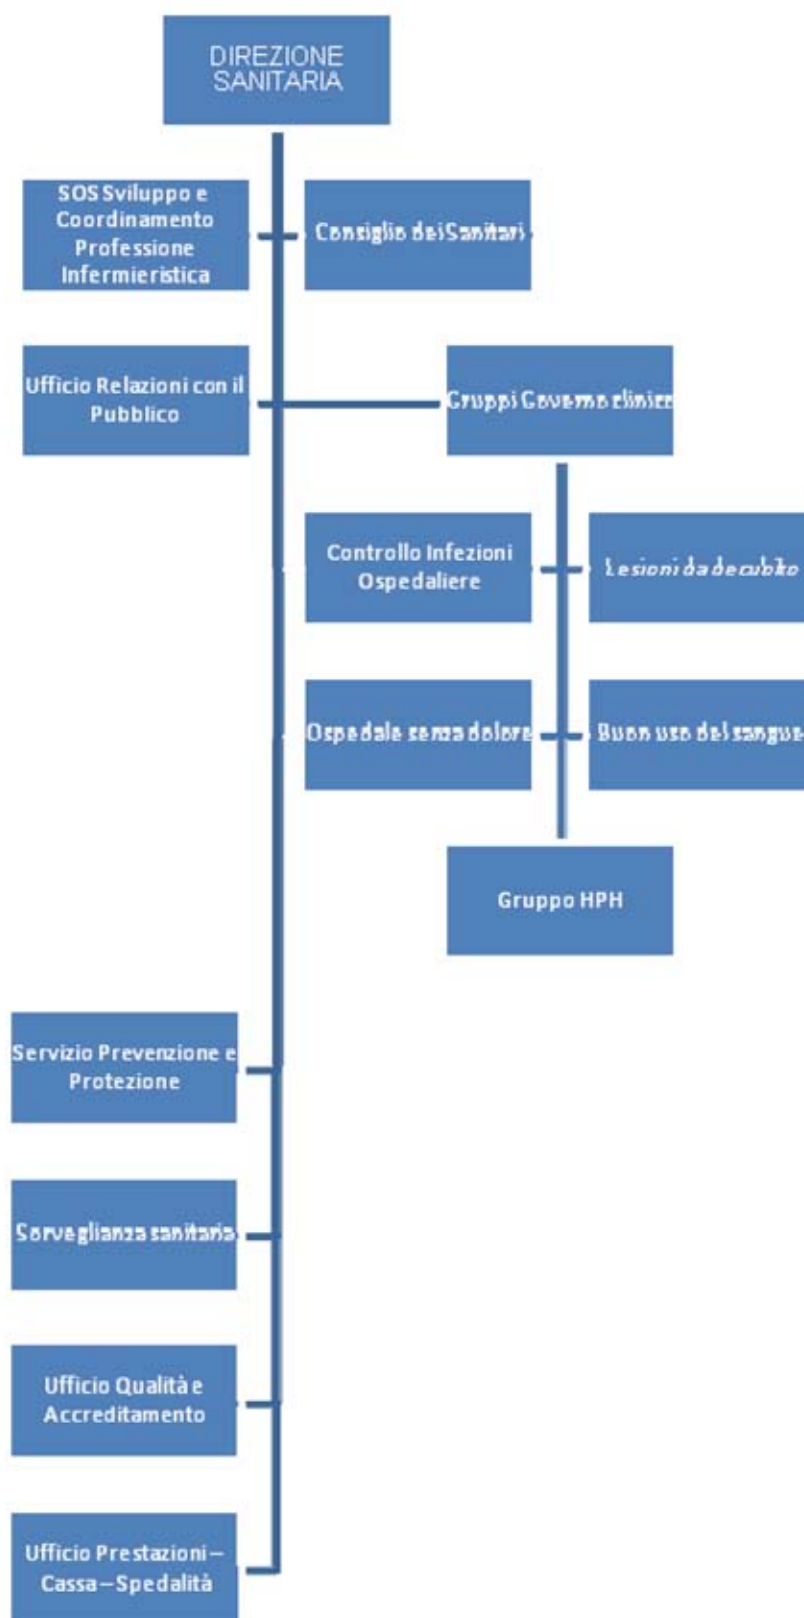 DIREZIONE
SANITARIA
SOS Sviluppo e
Coordinamento
Professione
Infermieristica
Consiglio dei Sanitari
Ufficio Relazioni con il
Pubblico
Gruppi Governo clinico
Controllo Infezioni
Ospedaliere
Lesioni da decubito
Ospedale senza dolore
Buon uso del sangue
Gruppo HPH
Servizio Prevenzione e
Protezione
Sorveglianza sanitaria
Ufficio Qualità e
Accreditamento
Ufficio Prestazioni –
Cassa – Spedalità